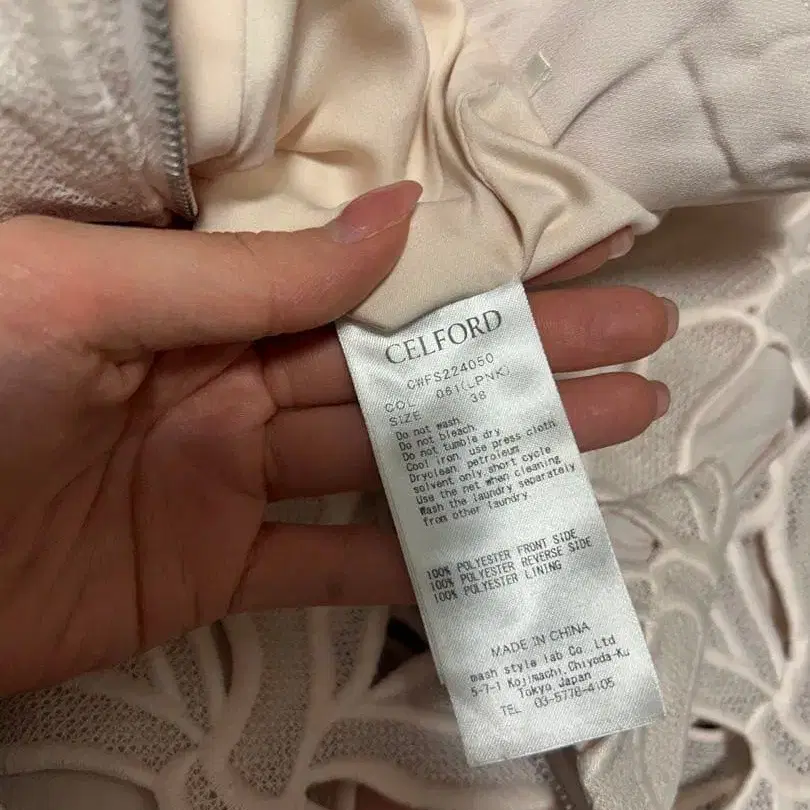 CELFORD
CWFS224050
COL 061(LPNK)
SIZE 38
Do not wash.
Do not bleach.
Do not tumble dry
Cool iron, use press cloth
Dryclean, petroleum
solvent only,short cycle
Use the net when cleaning
Wash the laundry separately
from other laundry.
100% POLYESTER FRONT SIDE
100% POLYESTER REVERSE SIDE
100% POLYESTER LINING
MADE IN CHINA
mash style lab Co. Ltd
5-7-1 Kojimachi,Chiyoda-Ku
Tokyo,Japan
TEL 03-5778-4105